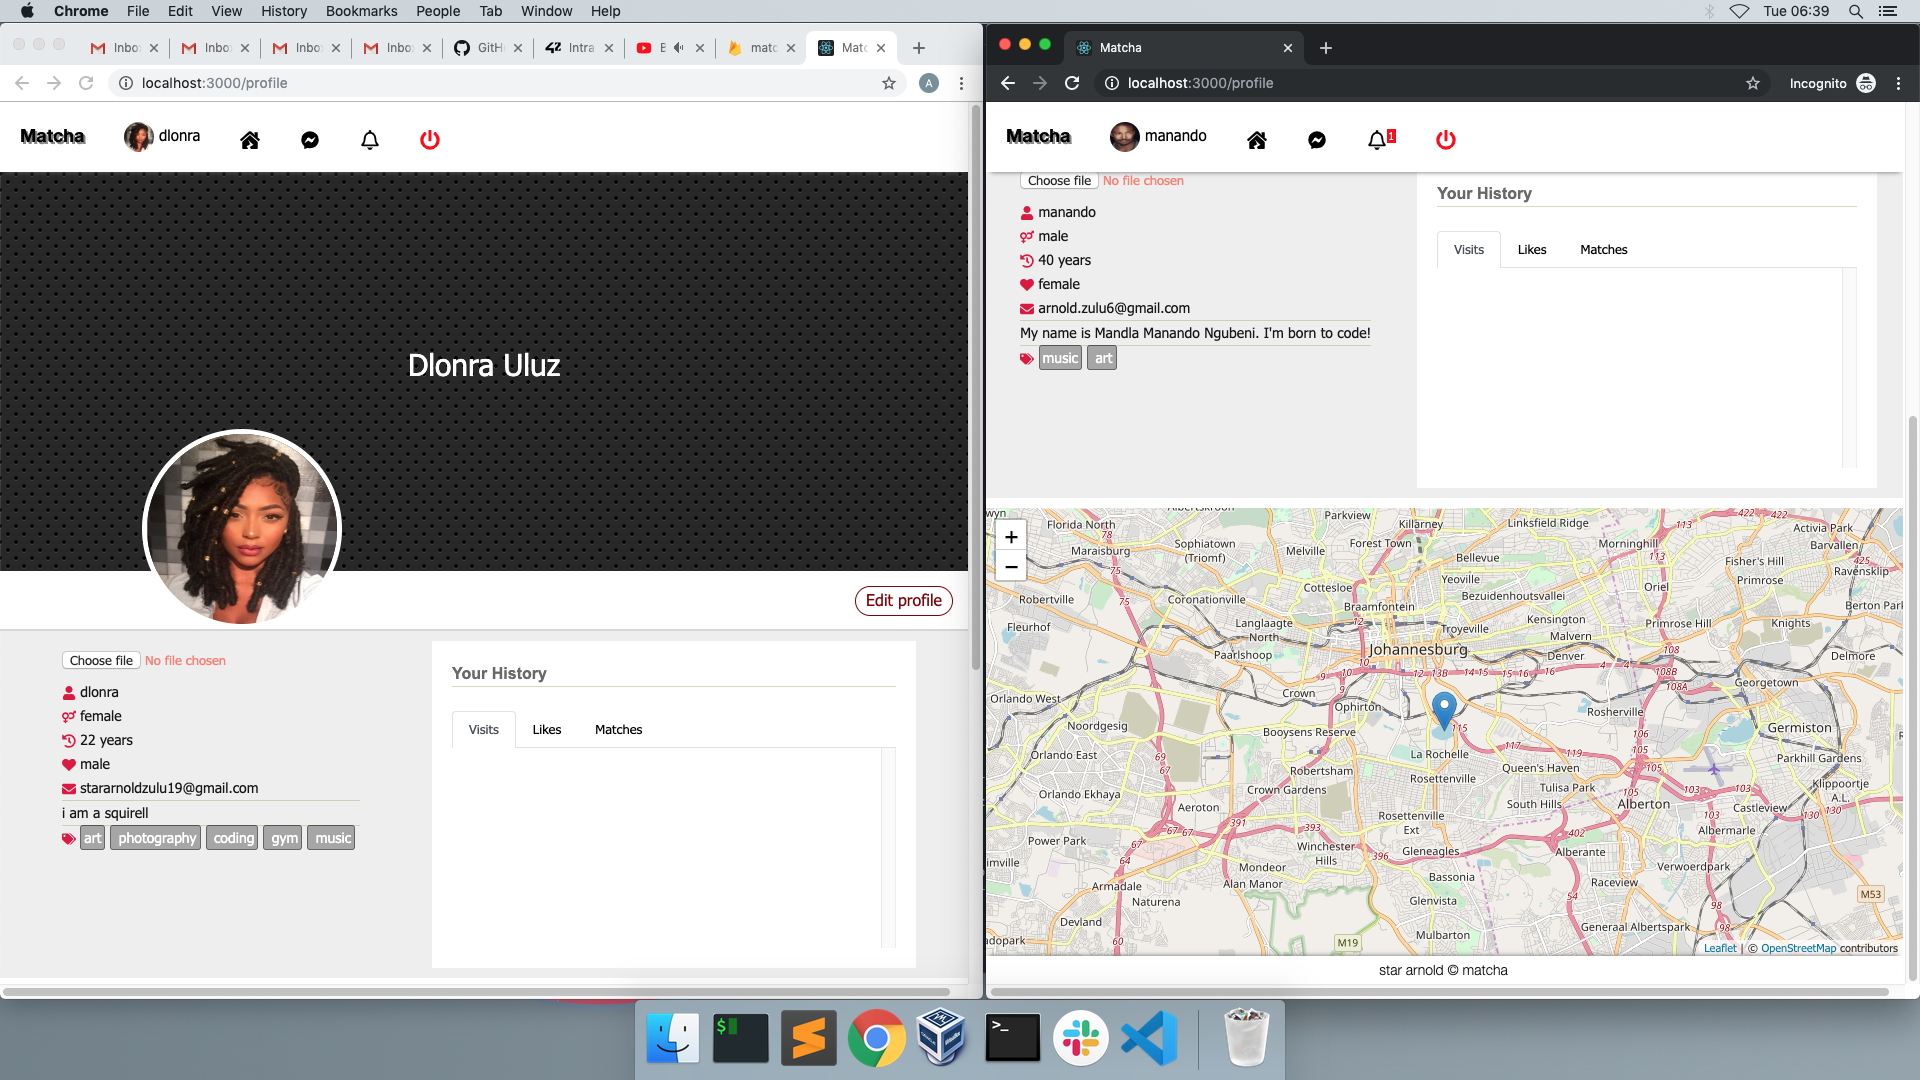 Chrome File Edit View History Bookmarks People Tab Window Help Tue 06:39
Inbo Inbo Inbo Inbo GitH Intra matc Matc
localhost:3000/profile
A
Matcha dlonra
Dlonra Uluz
Edit profile
Choose file No file chosen
dlonra
female
22 years
male
stararnoldzulu19@gmail.com
i am a squirell
art photography coding gym music
Your History
Visits Likes Matches
Matcha
localhost:3000/profile Incognito
Matcha manando 1
Choose file No file chosen
manando
male
40 years
female
arnold.zulu6@gmail.com
My name is Mandla Manando Ngubeni. I'm born to code!
music art
Your History
Visits Likes Matches
+
−
Florida North
Parkview
Killarney
Linksfield Ridge
Activia Park
Maraisburg
Sophiatown
(Triomf)
Melville
Forest Town
Morninghill
Barvallen
Bellevue
Fisher's Hill
Ravensklip
Cottesloe
Yeoville
Oriel
Primrose
Robertville
Coronationville
Bezuidenhoutsvallei
Braamfontein
Fleurhof
Langlaagte
North
Troyeville
Kensington
Primrose Hill
Knights
Malvern
Paarlshoop
Johannesburg
Denver
Delmore
Orlando West
Crown
Georgetown
Ophirton
Rosherville
Noordgesig
Booysens Reserve
Germiston
Orlando East
La Rochelle
Parkhill Gardens
Robertsham
Rosettenville
Queen's Haven
Klippoortje
A.L.
Orlando Ekhaya
Crown Gardens
Tulisa Park
Aeroton
South Hills
Alberton
Castleview
Rosettenville
Ext
Albermarle
Power Park
Winchester
Hills
Gleneagles
Alberante
Mondeor
Verwoerdpark
Alan Manor
Bassonia
Raceview
Armadale
Naturena
Glenvista
M53
Devland
Mulbarton
Generaal Albertspark
M19
Leaflet | © OpenStreetMap contributors
star arnold © matcha
$
>_